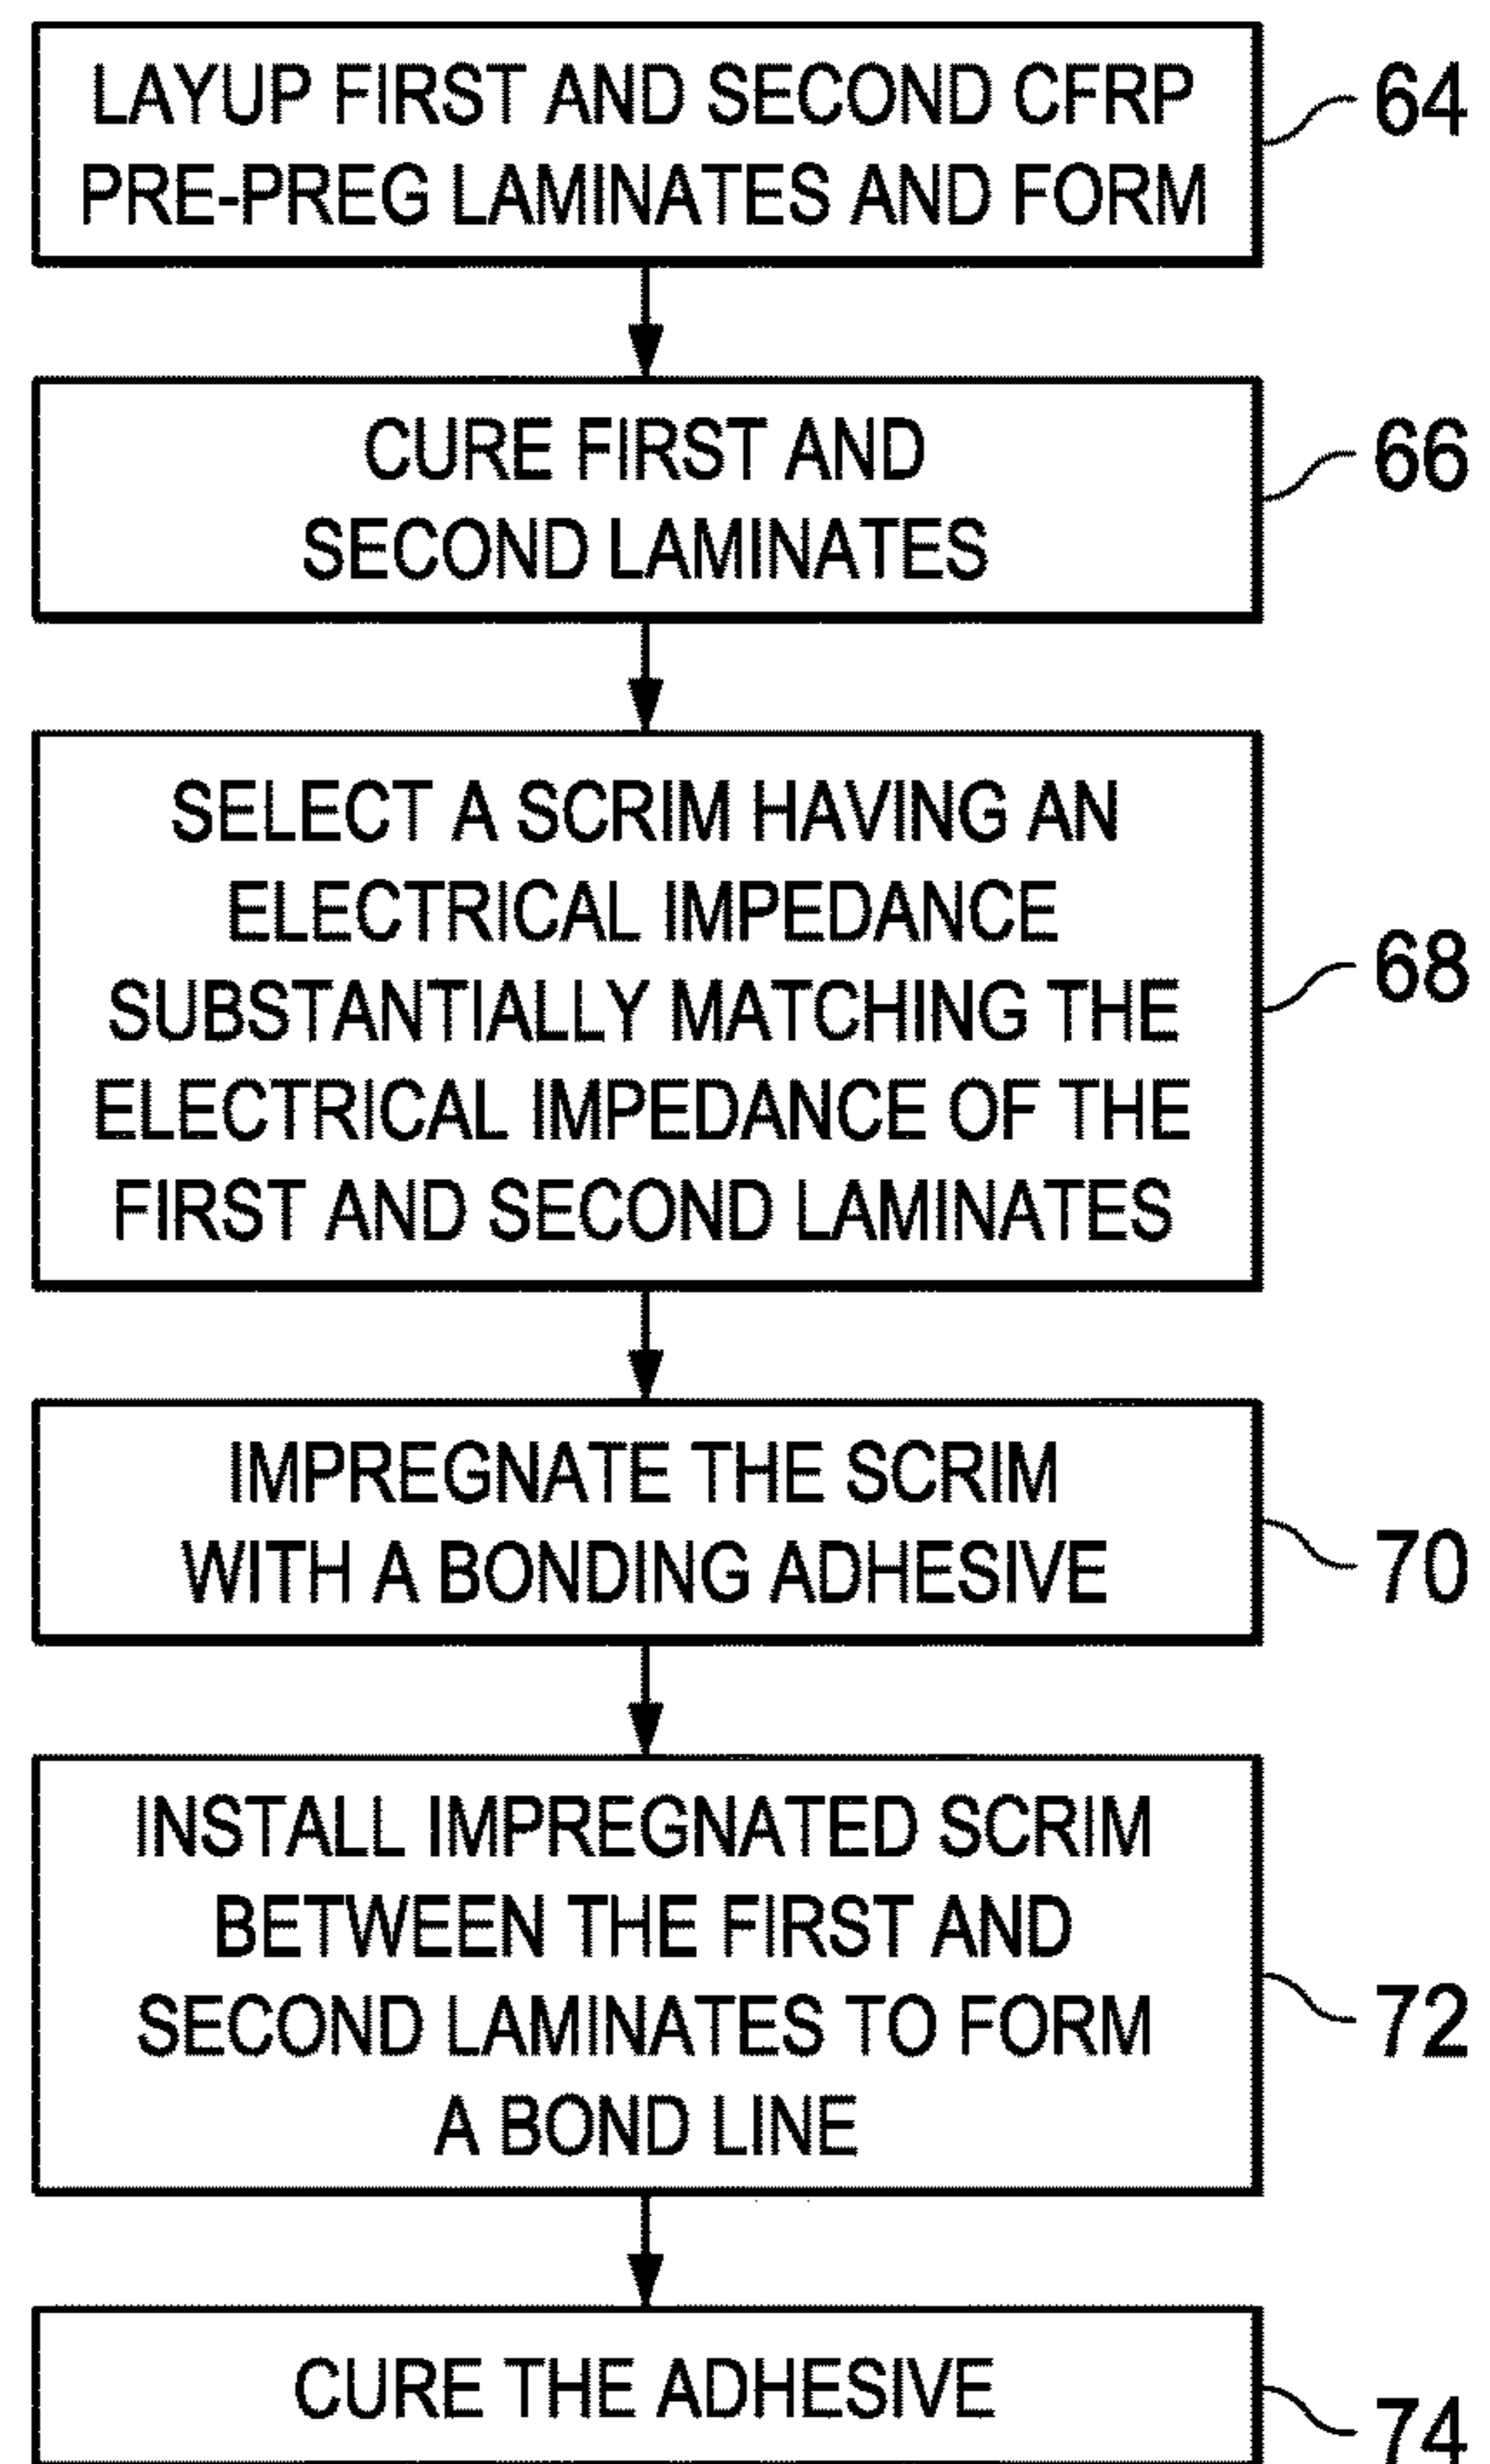 LAYUP FIRST AND SECOND CFRP
PRE-PREG LAMINATES AND FORM
64
CURE FIRST AND
SECOND LAMINATES
66
SELECT A SCRIM HAVING AN
ELECTRICAL IMPEDANCE
SUBSTANTIALLY MATCHING THE
ELECTRICAL IMPEDANCE OF THE
FIRST AND SECOND LAMINATES
68
IMPREGNATE THE SCRIM
WITH A BONDING ADHESIVE
70
INSTALL IMPREGNATED SCRIM
BETWEEN THE FIRST AND
SECOND LAMINATES TO FORM
A BOND LINE
72
CURE THE ADHESIVE
74